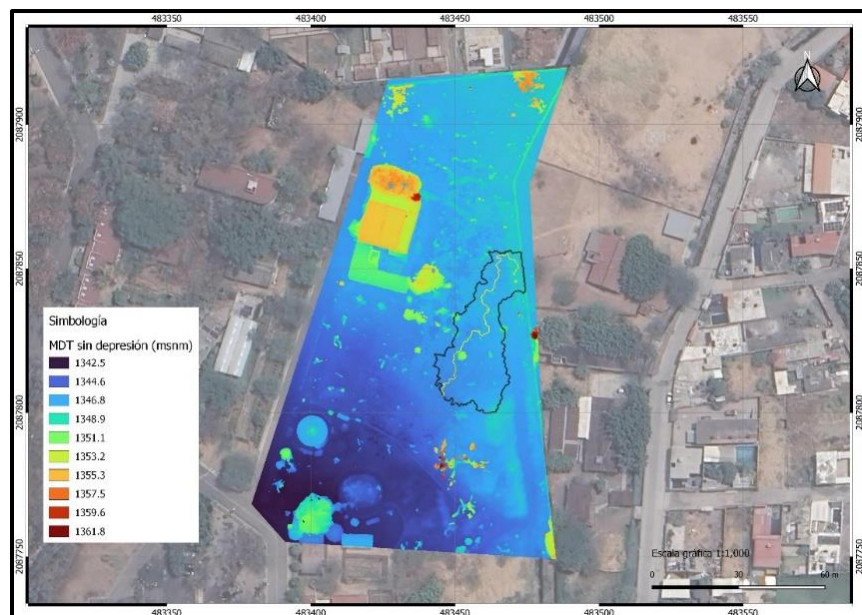 483350 483400 483450 483500 483550
2087900 2087900
2087850 2087850
2087800 2087800
2087750 2087750
Simbología
MDT sin depresión (msnm)
1342.5
1344.6
1346.8
1348.9
1351.1
1353.2
1355.3
1357.5
1359.6
1361.8
Escala gráfica 1:1,000
0 30 60 m
483350 483400 483450 483500 483550